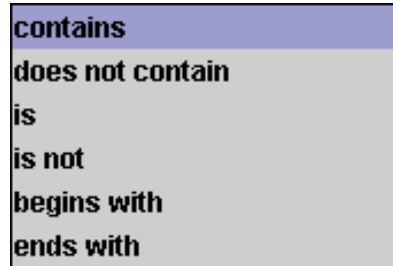 contains
does not contain
is
is not
begins with
ends with